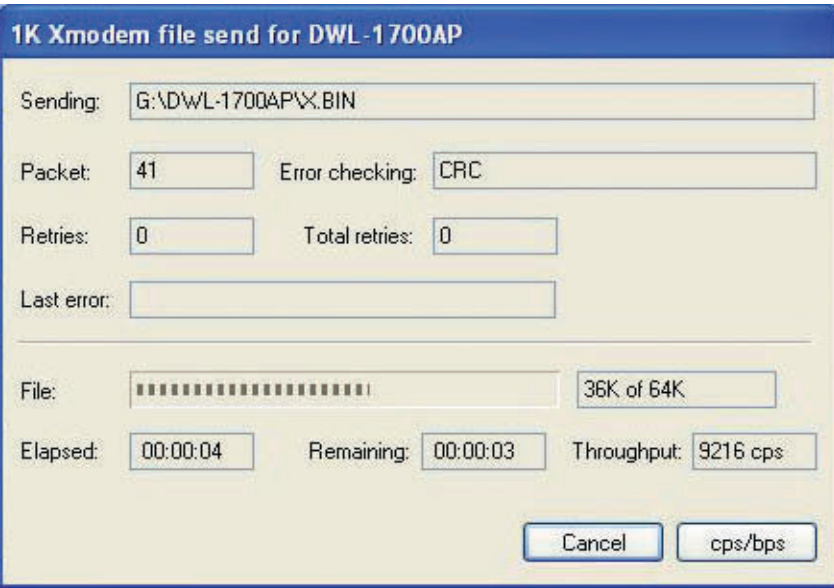 1K Xmodem file send for DWL-1700AP
Sending: G:\DWL-1700AP\X.BIN
Packet: 41 Error checking: CRC
Retries: 0 Total retries: 0
Last error:
File: 36K of 64K
Elapsed: 00:00:04 Remaining: 00:00:03 Throughput: 9216 cps
Cancel cps/bps